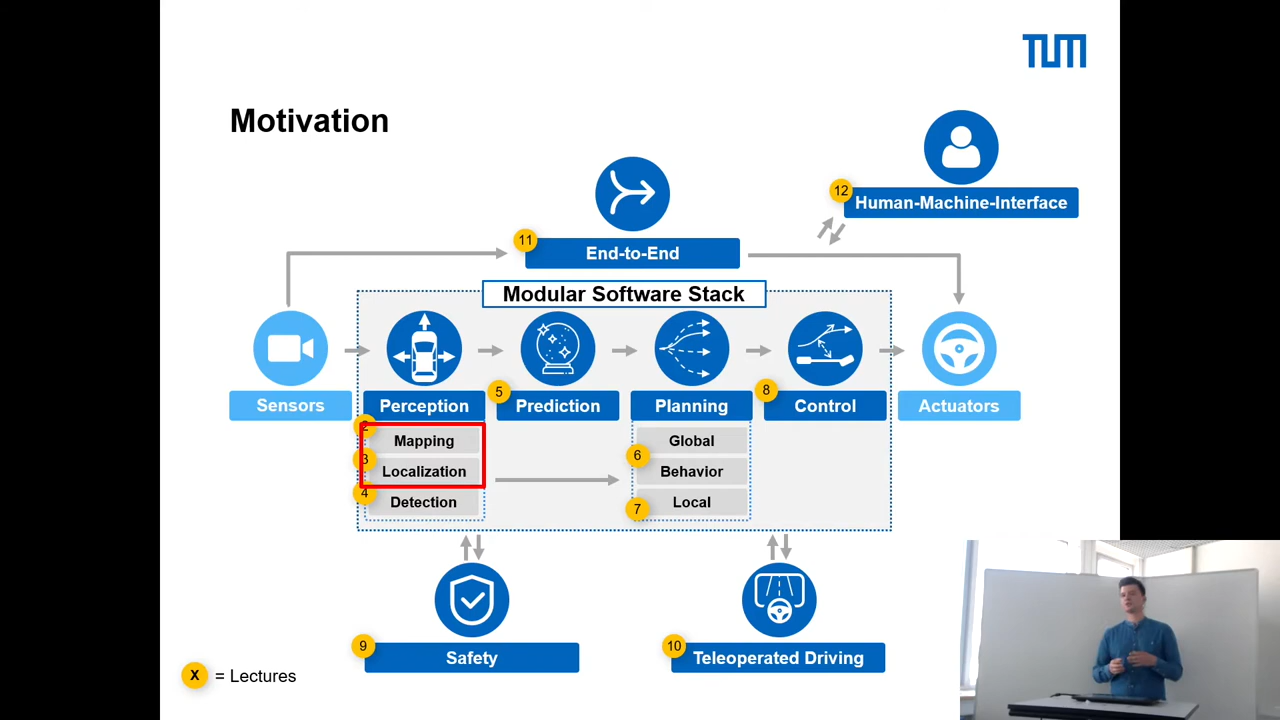 TUM
Motivation
12
Human-Machine-Interface
11
End-to-End
Modular Software Stack
Sensors
Perception
5
Prediction
Planning
8
Control
Actuators
2
Mapping
3
Localization
4
Detection
Global
6
Behavior
7
Local
9
Safety
10
Teleoperated Driving
X = Lectures